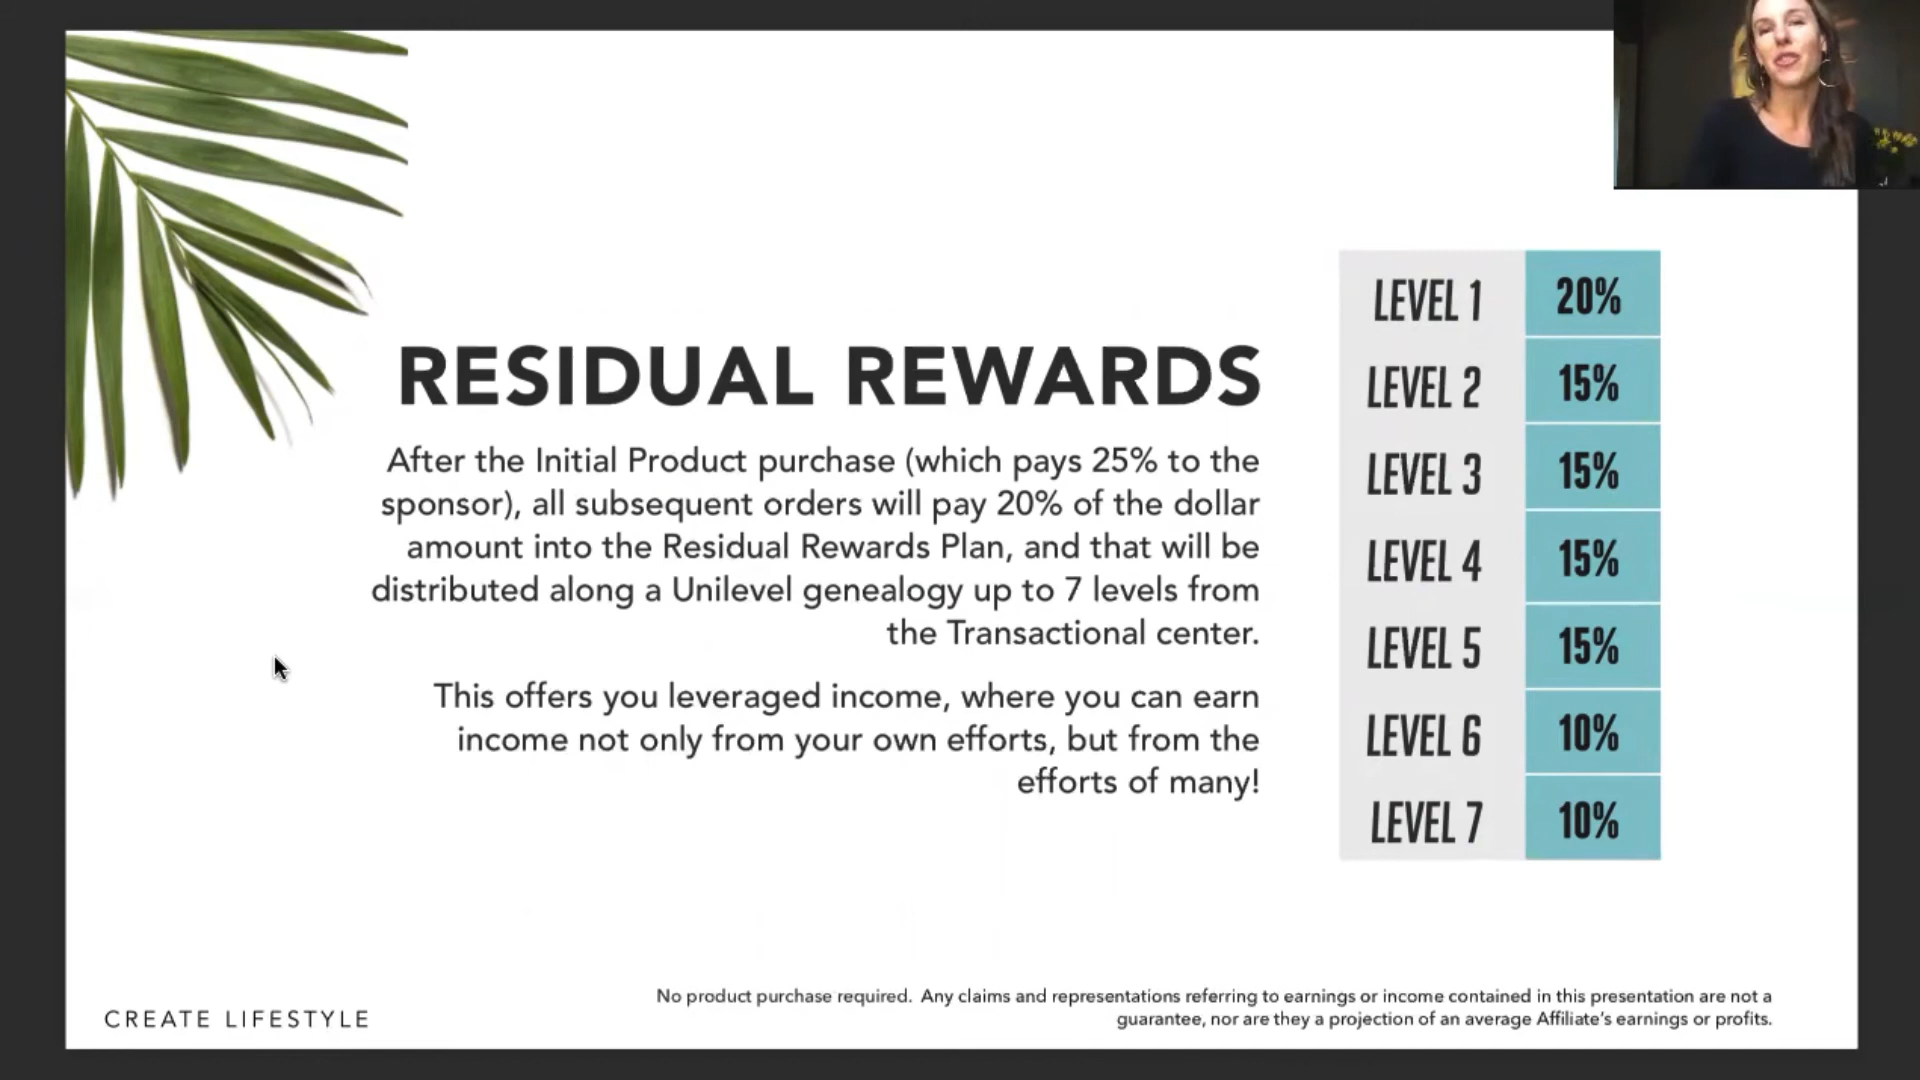 RESIDUAL REWARDS
After the Initial Product purchase (which pays 25% to the
sponsor), all subsequent orders will pay 20% of the dollar
amount into the Residual Rewards Plan, and that will be
distributed along a Unilevel genealogy up to 7 levels from
the Transactional center.
This offers you leveraged income, where you can earn
income not only from your own efforts, but from the
efforts of many!
LEVEL 1 20%
LEVEL 2 15%
LEVEL 3 15%
LEVEL 4 15%
LEVEL 5 15%
LEVEL 6 10%
LEVEL 7 10%
CREATE LIFESTYLE
No product purchase required. Any claims and representations referring to earnings or income contained in this presentation are not a
guarantee, nor are they a projection of an average Affiliate's earnings or profits.